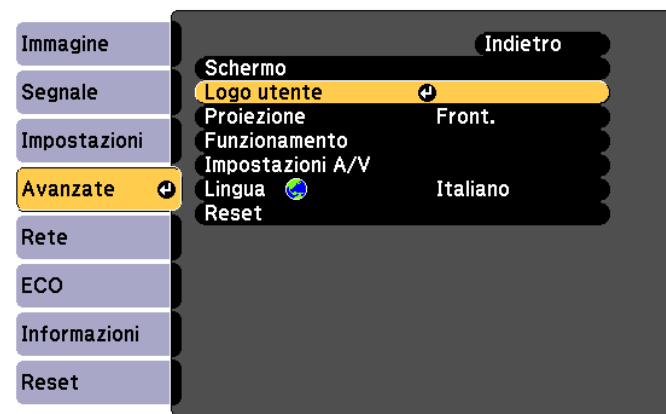 Immagine
Segnale
Impostazioni
Avanzate
Rete
ECO
Informazioni
Reset
Indietro
Schermo
Logo utente
Proiezione Front.
Funzionamento
Impostazioni A/V
Lingua Italiano
Reset